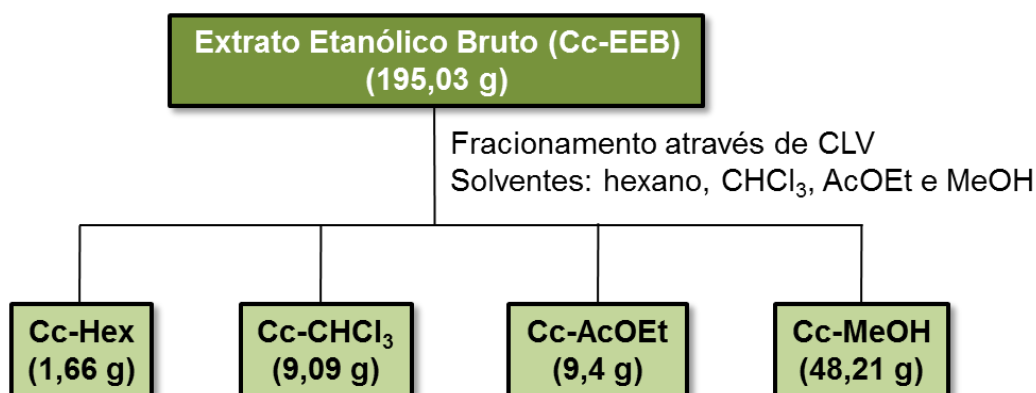 Extrato Etanólico Bruto (Cc-EEB)
(195,03 g)
Fracionamento através de CLV
Solventes: hexano, CHCl₃, AcOEt e MeOH
Cc-Hex
(1,66 g)
Cc-CHCl₃
(9,09 g)
Cc-AcOEt
(9,4 g)
Cc-MeOH
(48,21 g)